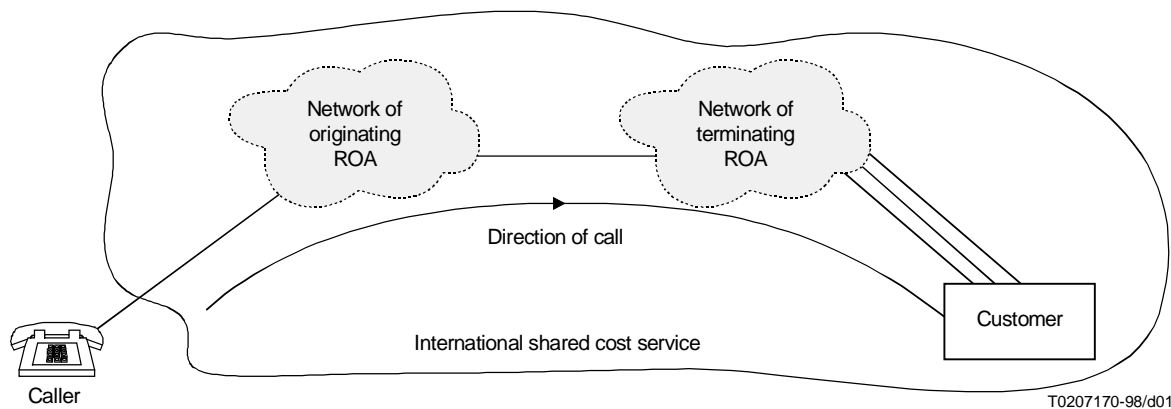 Network of
originating
ROA
Network of
terminating
ROA
Direction of call
Customer
International shared cost service
Caller
T0207170-98/d01